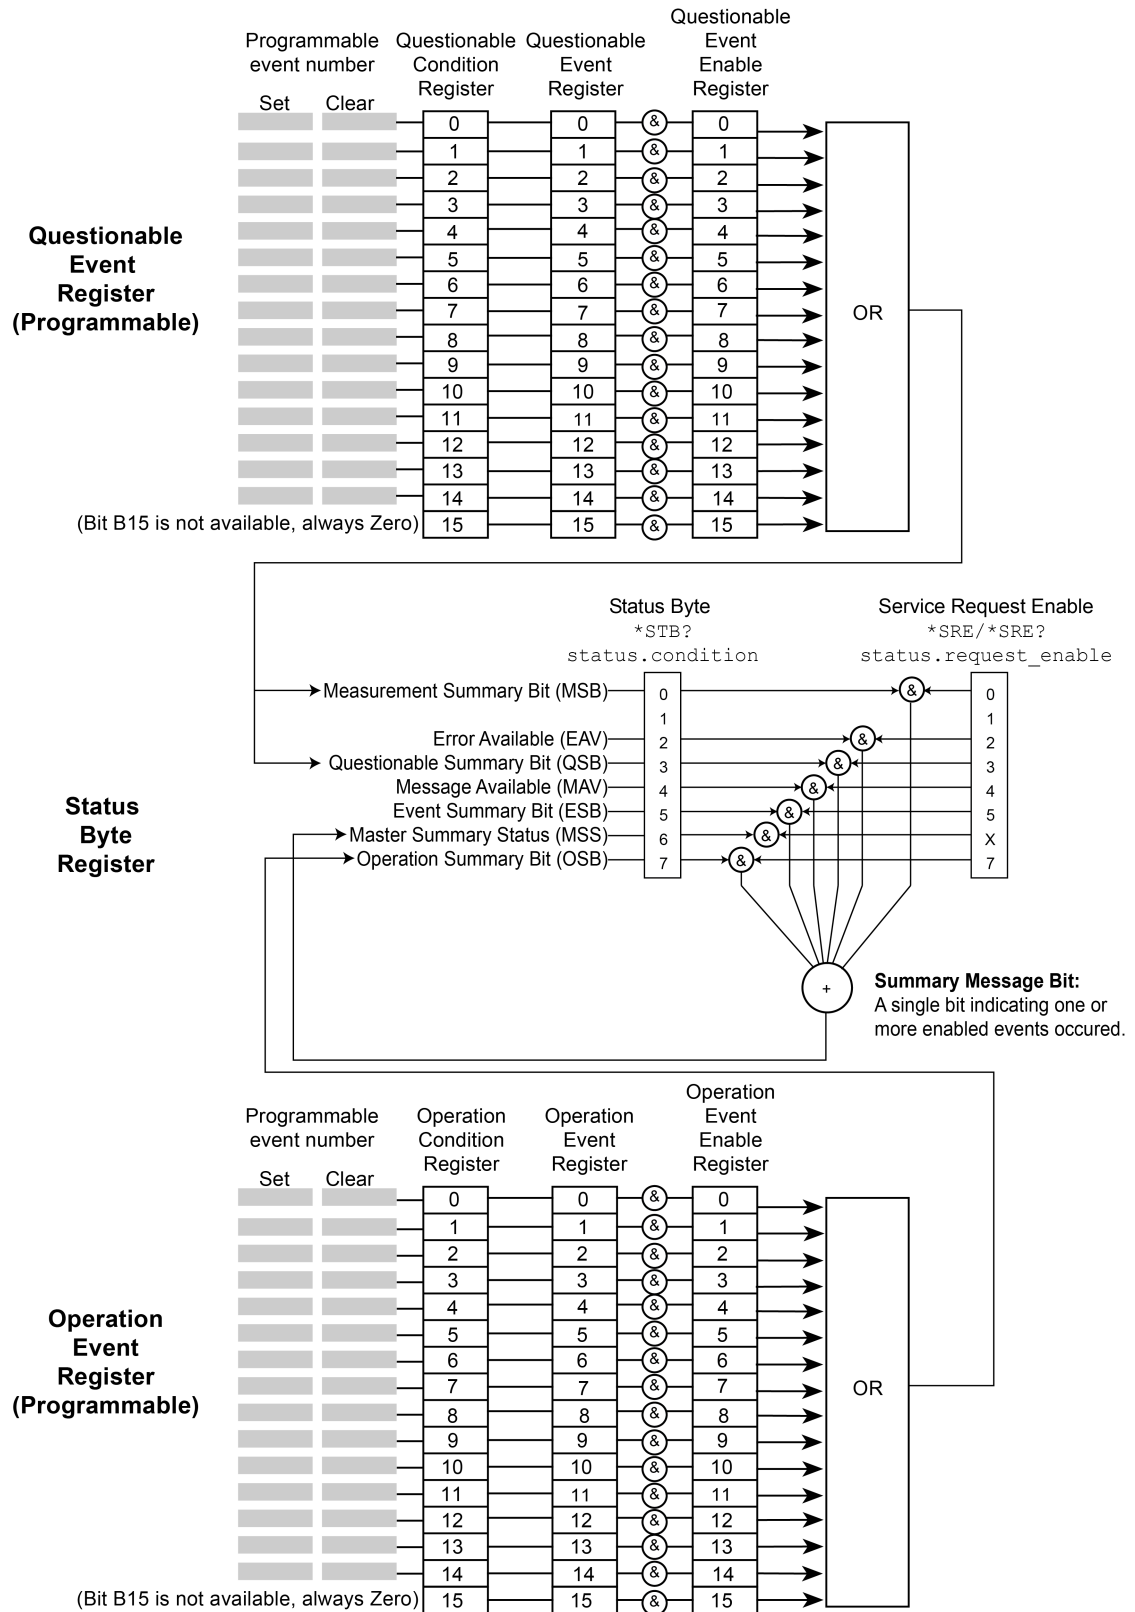 Programmable
event number
Set Clear
Questionable
Condition
Register
Questionable
Event
Register
Questionable
Event
Enable
Register
Questionable
Event
Register
(Programmable)
0 0 & 0
1 1 & 1
2 2 & 2
3 3 & 3
4 4 & 4
5 5 & 5
6 6 & 6
7 7 & 7
8 8 & 8
9 9 & 9
10 10 & 10
11 11 & 11
12 12 & 12
13 13 & 13
14 14 & 14
(Bit B15 is not available, always Zero) 15 15 & 15
OR
Status
Byte
Register
Status Byte
*STB?
status.condition
Service Request Enable
*SRE/*SRE?
status.request_enable
Measurement Summary Bit (MSB) 0 & 0
1 1
Error Available (EAV) 2 & 2
Questionable Summary Bit (QSB) 3 & 3
Message Available (MAV) 4 & 4
Event Summary Bit (ESB) 5 & 5
Master Summary Status (MSS) 6 & X
Operation Summary Bit (OSB) 7 & 7
+
Summary Message Bit:
A single bit indicating one or
more enabled events occured.
Programmable
event number
Set Clear
Operation
Condition
Register
Operation
Event
Register
Operation
Event
Enable
Register
Operation
Event
Register
(Programmable)
0 0 & 0
1 1 & 1
2 2 & 2
3 3 & 3
4 4 & 4
5 5 & 5
6 6 & 6
7 7 & 7
8 8 & 8
9 9 & 9
10 10 & 10
11 11 & 11
12 12 & 12
13 13 & 13
14 14 & 14
(Bit B15 is not available, always Zero) 15 15 & 15
OR